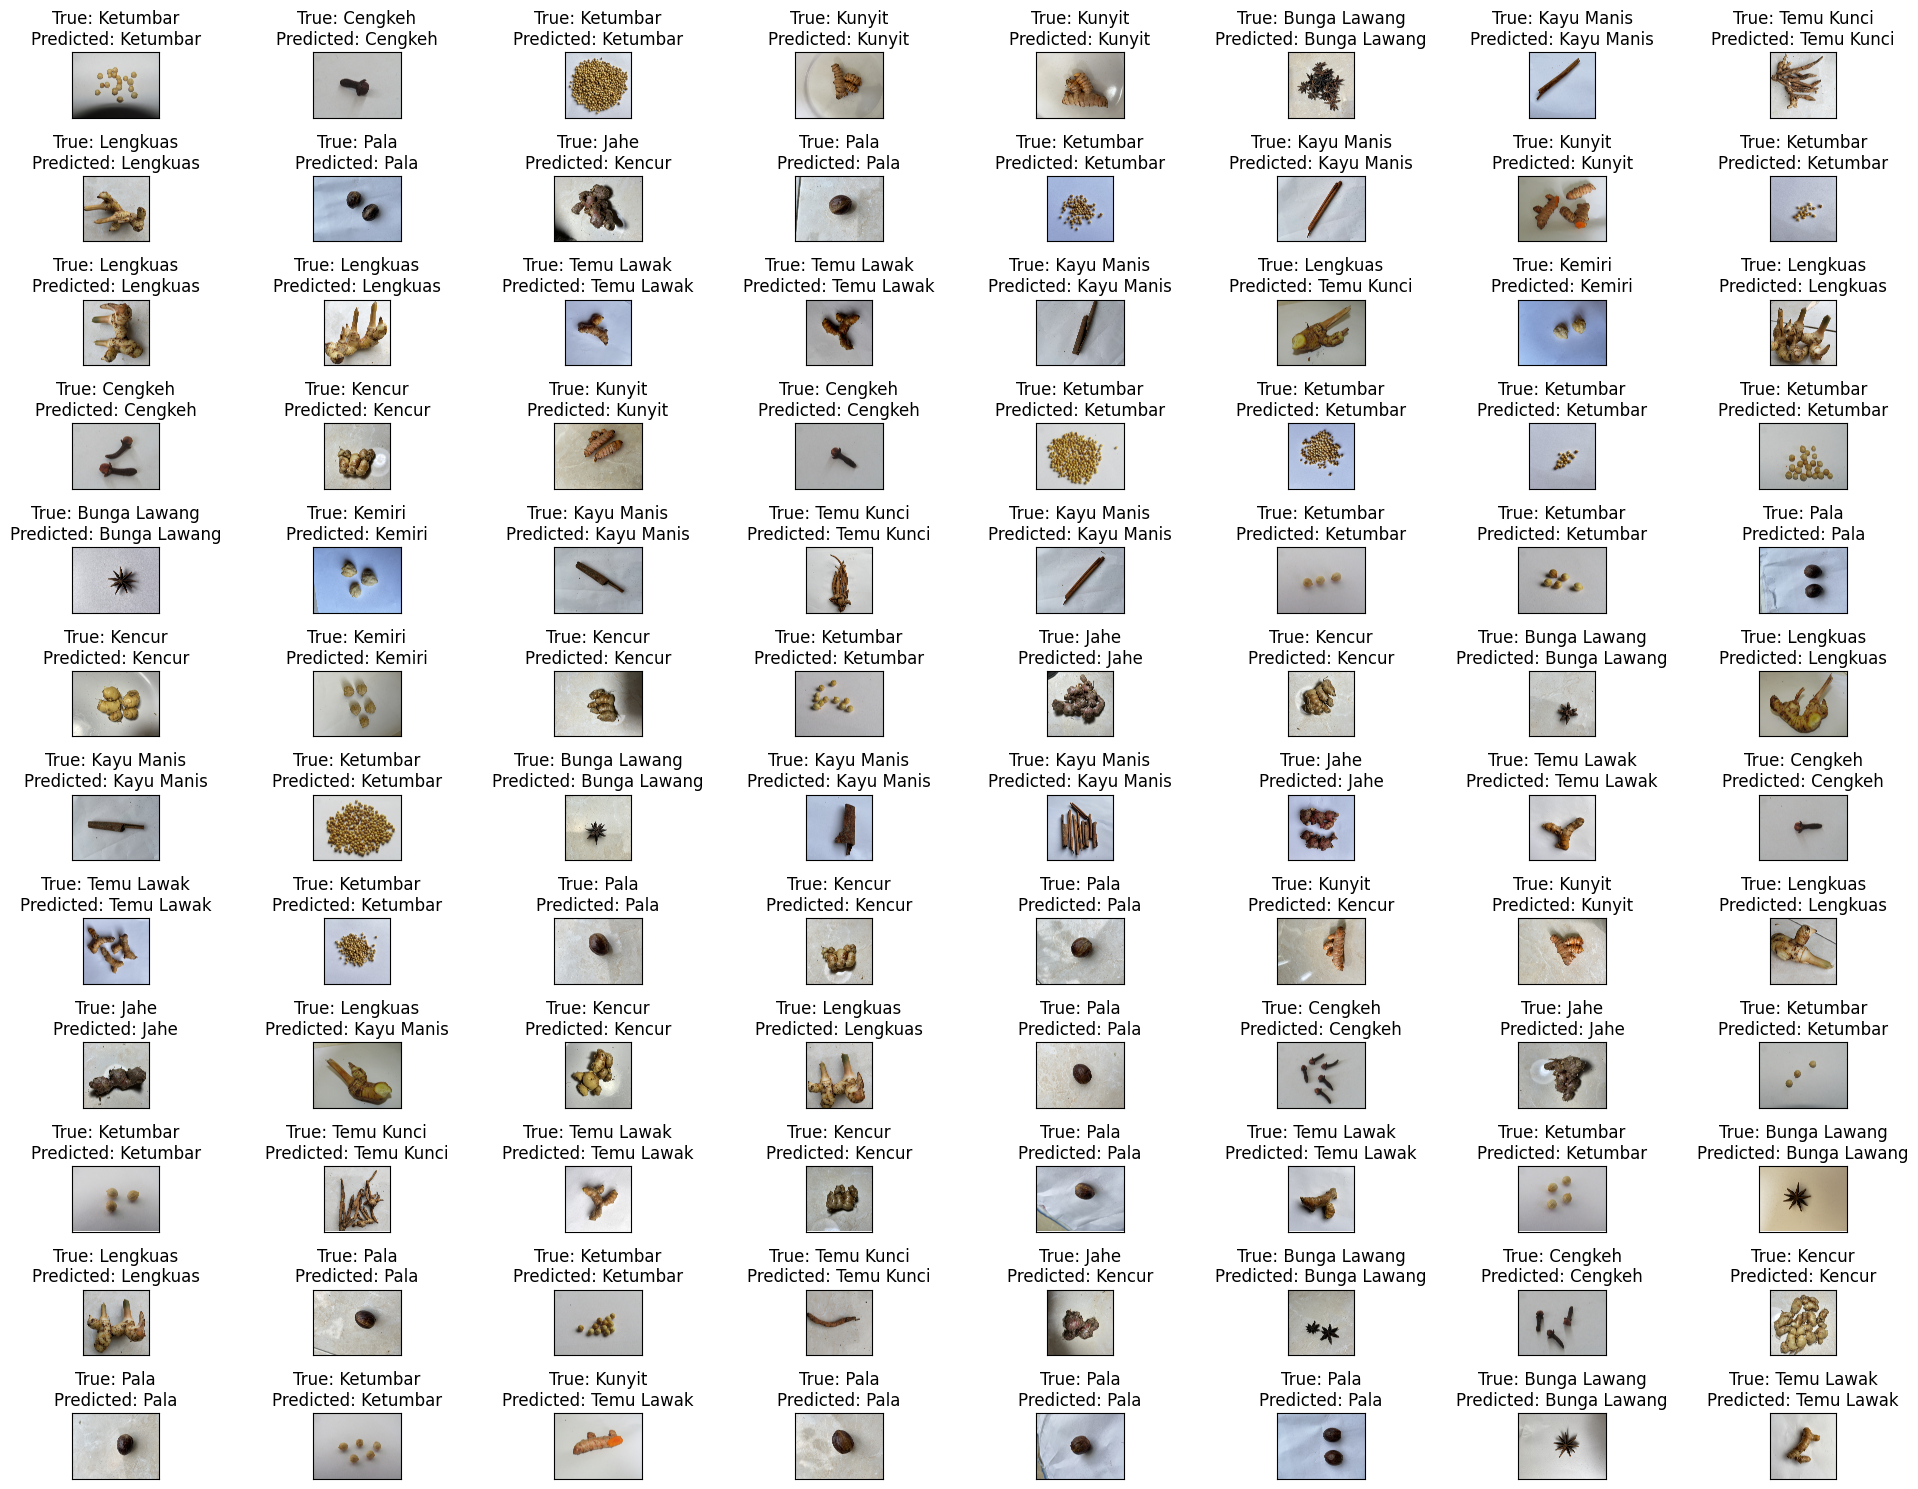 True: Ketumbar
Predicted: Ketumbar
True: Cengkeh
Predicted: Cengkeh
True: Ketumbar
Predicted: Ketumbar
True: Kunyit
Predicted: Kunyit
True: Kunyit
Predicted: Kunyit
True: Bunga Lawang
Predicted: Bunga Lawang
True: Kayu Manis
Predicted: Kayu Manis
True: Temu Kunci
Predicted: Temu Kunci
True: Lengkuas
Predicted: Lengkuas
True: Pala
Predicted: Pala
True: Jahe
Predicted: Kencur
True: Pala
Predicted: Pala
True: Ketumbar
Predicted: Ketumbar
True: Kayu Manis
Predicted: Kayu Manis
True: Kunyit
Predicted: Kunyit
True: Ketumbar
Predicted: Ketumbar
True: Lengkuas
Predicted: Lengkuas
True: Lengkuas
Predicted: Lengkuas
True: Temu Lawak
Predicted: Temu Lawak
True: Temu Lawak
Predicted: Temu Lawak
True: Kayu Manis
Predicted: Kayu Manis
True: Lengkuas
Predicted: Temu Kunci
True: Kemiri
Predicted: Kemiri
True: Lengkuas
Predicted: Lengkuas
True: Cengkeh
Predicted: Cengkeh
True: Kencur
Predicted: Kencur
True: Kunyit
Predicted: Kunyit
True: Cengkeh
Predicted: Cengkeh
True: Ketumbar
Predicted: Ketumbar
True: Ketumbar
Predicted: Ketumbar
True: Ketumbar
Predicted: Ketumbar
True: Ketumbar
Predicted: Ketumbar
True: Bunga Lawang
Predicted: Bunga Lawang
True: Kemiri
Predicted: Kemiri
True: Kayu Manis
Predicted: Kayu Manis
True: Temu Kunci
Predicted: Temu Kunci
True: Kayu Manis
Predicted: Kayu Manis
True: Ketumbar
Predicted: Ketumbar
True: Ketumbar
Predicted: Ketumbar
True: Pala
Predicted: Pala
True: Kencur
Predicted: Kencur
True: Kemiri
Predicted: Kemiri
True: Kencur
Predicted: Kencur
True: Ketumbar
Predicted: Ketumbar
True: Jahe
Predicted: Jahe
True: Kencur
Predicted: Kencur
True: Bunga Lawang
Predicted: Bunga Lawang
True: Lengkuas
Predicted: Lengkuas
True: Kayu Manis
Predicted: Kayu Manis
True: Ketumbar
Predicted: Ketumbar
True: Bunga Lawang
Predicted: Bunga Lawang
True: Kayu Manis
Predicted: Kayu Manis
True: Kayu Manis
Predicted: Kayu Manis
True: Jahe
Predicted: Jahe
True: Temu Lawak
Predicted: Temu Lawak
True: Cengkeh
Predicted: Cengkeh
True: Temu Lawak
Predicted: Temu Lawak
True: Ketumbar
Predicted: Ketumbar
True: Pala
Predicted: Pala
True: Kencur
Predicted: Kencur
True: Pala
Predicted: Pala
True: Kunyit
Predicted: Kencur
True: Kunyit
Predicted: Kunyit
True: Lengkuas
Predicted: Lengkuas
True: Jahe
Predicted: Jahe
True: Lengkuas
Predicted: Kayu Manis
True: Kencur
Predicted: Kencur
True: Lengkuas
Predicted: Lengkuas
True: Pala
Predicted: Pala
True: Cengkeh
Predicted: Cengkeh
True: Jahe
Predicted: Jahe
True: Ketumbar
Predicted: Ketumbar
True: Ketumbar
Predicted: Ketumbar
True: Temu Kunci
Predicted: Temu Kunci
True: Temu Lawak
Predicted: Temu Lawak
True: Kencur
Predicted: Kencur
True: Pala
Predicted: Pala
True: Temu Lawak
Predicted: Temu Lawak
True: Ketumbar
Predicted: Ketumbar
True: Bunga Lawang
Predicted: Bunga Lawang
True: Lengkuas
Predicted: Lengkuas
True: Pala
Predicted: Pala
True: Ketumbar
Predicted: Ketumbar
True: Temu Kunci
Predicted: Temu Kunci
True: Jahe
Predicted: Kencur
True: Bunga Lawang
Predicted: Bunga Lawang
True: Cengkeh
Predicted: Cengkeh
True: Kencur
Predicted: Kencur
True: Pala
Predicted: Pala
True: Ketumbar
Predicted: Ketumbar
True: Kunyit
Predicted: Temu Lawak
True: Pala
Predicted: Pala
True: Pala
Predicted: Pala
True: Pala
Predicted: Pala
True: Bunga Lawang
Predicted: Bunga Lawang
True: Temu Lawak
Predicted: Temu Lawak